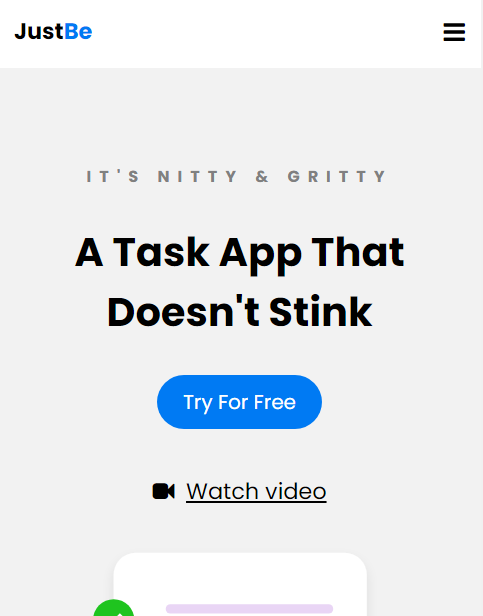 JustBe
IT'S NITTY & GRITTY
A Task App That
Doesn't Stink
Try For Free
Watch video